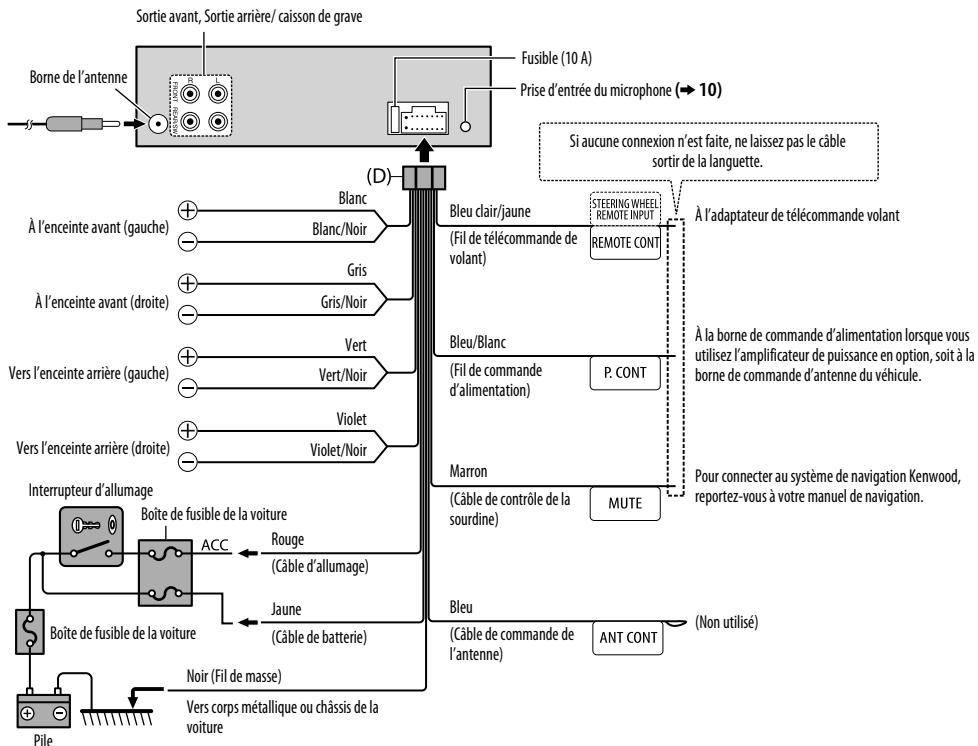 Sortie avant, Sortie arrière/ caisson de grave
Borne de l'antenne
FRONT
REAR/SW
R
L
Fusible (10 A)
Prise d'entrée du microphone (➜ 10)
Si aucune connexion n'est faite, ne laissez pas le câble
sortir de la languette.
(D)
Blanc
Blanc/Noir
À l'enceinte avant (gauche)
Gris
Gris/Noir
À l'enceinte avant (droite)
Vert
Vert/Noir
Vers l'enceinte arrière (gauche)
Violet
Violet/Noir
Vers l'enceinte arrière (droite)
Bleu clair/jaune
(Fil de télécommande de
volant)
STEERING WHEEL
REMOTE INPUT
REMOTE CONT
À l'adaptateur de télécommande volant
Bleu/Blanc
(Fil de commande
d'alimentation)
P. CONT
À la borne de commande d'alimentation lorsque vous
utilisez l'amplificateur de puissance en option, soit à la
borne de commande d'antenne du véhicule.
Marron
(Câble de contrôle de la
sourdine)
MUTE
Pour connecter au système de navigation Kenwood,
reportez-vous à votre manuel de navigation.
Interrupteur d'allumage
Boîte de fusible de la voiture
ACC
Rouge
(Câble d'allumage)
Jaune
(Câble de batterie)
Boîte de fusible de la voiture
Bleu
(Câble de commande de
l'antenne)
ANT CONT
(Non utilisé)
Noir (Fil de masse)
Vers corps métallique ou châssis de la
voiture
Pile